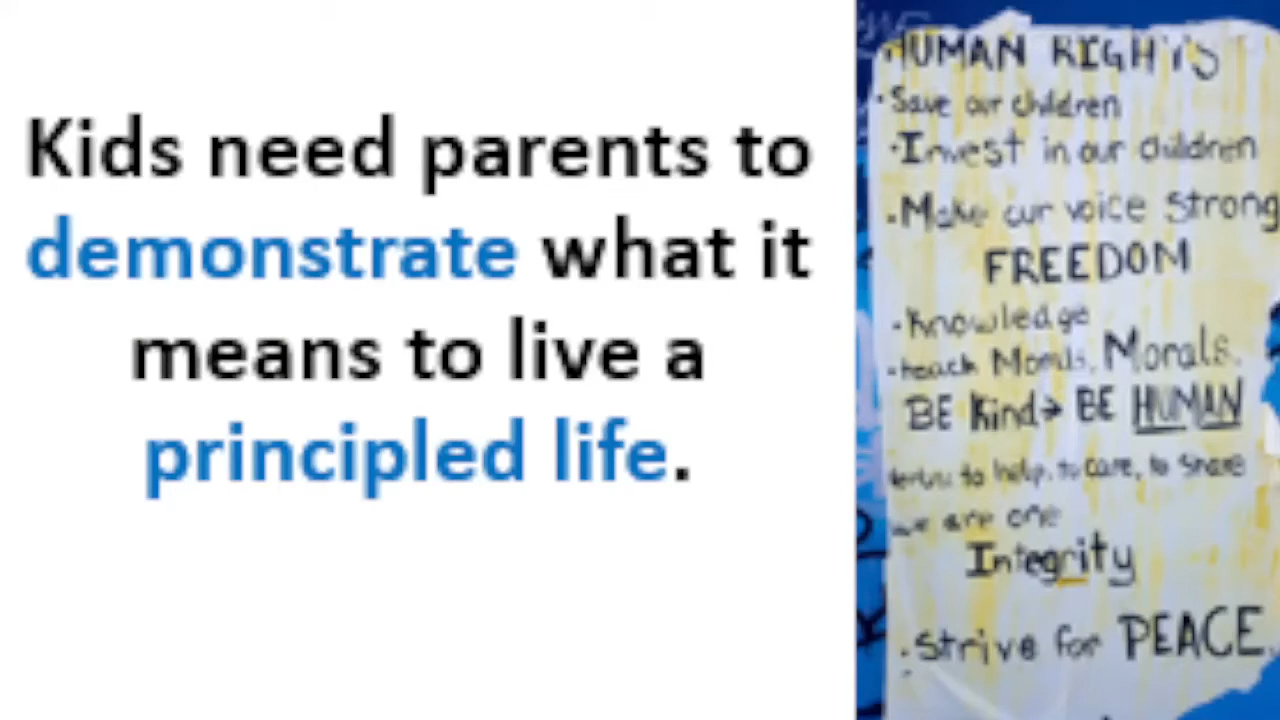 Kids need parents to
demonstrate what it
means to live a
principled life.
HUMAN RIGHTS
·Save our children
·Invest in our children
·Make our voice strong
FREEDOM
·Knowledge
·teach Morals, Morals.
BE Kind→ BE HUMAN
to help, to care, to share
we are one
Integrity
·Strive for PEACE.